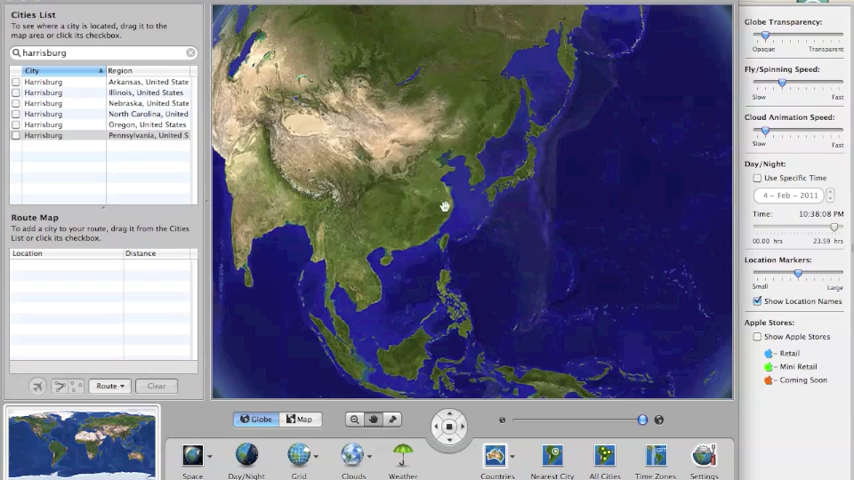 Cities List
To see where a city is located, drag it to the
map area or click its checkbox.
harrisburg
City Region
Harrisburg Arkansas, United State
Harrisburg Illinois, United States
Harrisburg Nebraska, United State
Harrisburg North Carolina, United
Harrisburg Oregon, United States
Harrisburg Pennsylvania, United S
Route Map
To add a city to your route, drag it from the Cities
List or click its checkbox.
Location Distance
Route Clear
Globe Map
Space Day/Night Grid Clouds Weather Countries Nearest City All Cities Time Zones Settings
Globe Transparency:
Opaque Transparent
Fly/Spinning Speed:
Slow Fast
Cloud Animation Speed:
Slow Fast
Day/Night:
Use Specific Time
4 - Feb - 2011
Time: 10:38:08 PM
00.00 hrs 23.59 hrs
Location Markers:
Small Large
Show Location Names
Apple Stores:
Show Apple Stores
- Retail
- Mini Retail
- Coming Soon